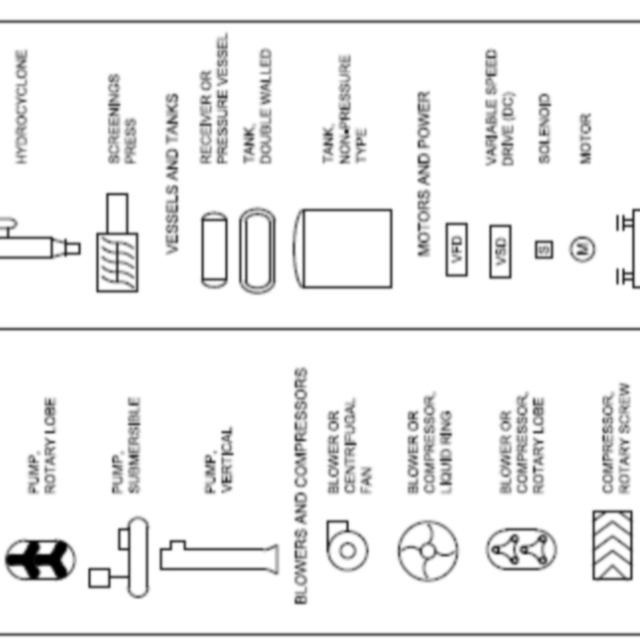 HYDROCYCLONE
SCREENINGS
PRESS
VESSELS AND TANKS
RECEIVER OR
PRESSURE VESSEL
TANK,
DOUBLE WALLED
TANK,
NON-PRESSURE
TYPE
MOTORS AND POWER
VFD
VARIABLE SPEED
DRIVE (DC)
VSD
SOLENOID
S
MOTOR
M
PUMP,
ROTARY LOBE
PUMP,
SUBMERSIBLE
PUMP,
VERTICAL
BLOWERS AND COMPRESSORS
BLOWER OR
CENTRIFUGAL
FAN
BLOWER OR
COMPRESSOR,
LIQUID RING
BLOWER OR
COMPRESSOR,
ROTARY LOBE
COMPRESSOR,
ROTARY SCREW